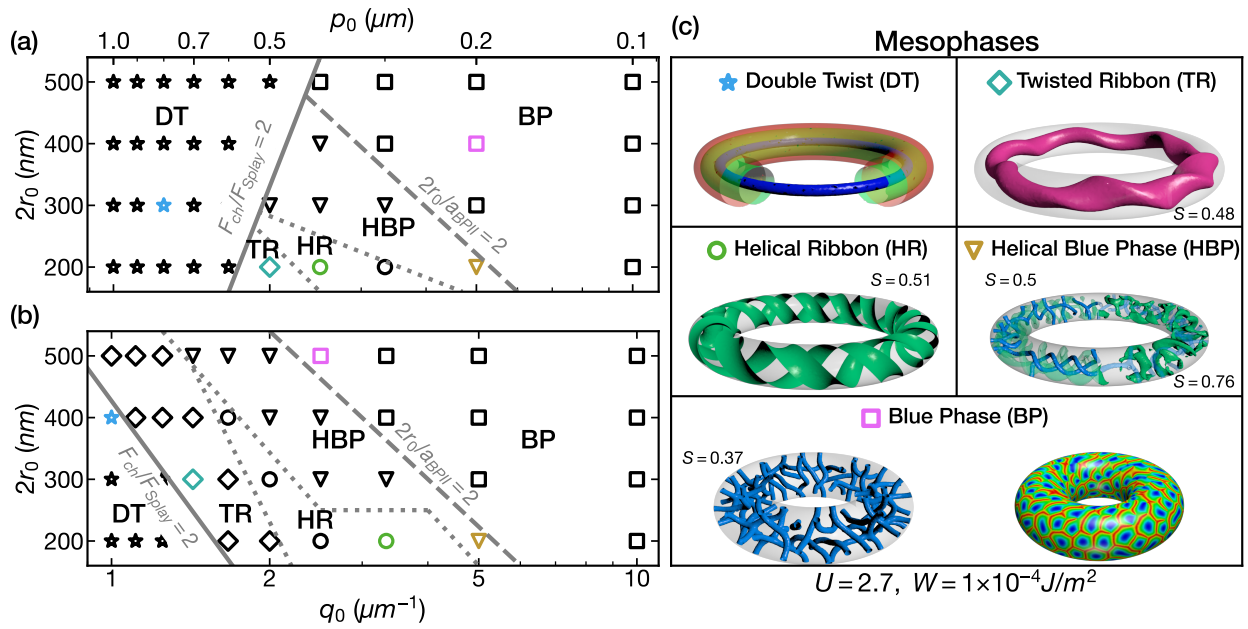 p₀ (μm)
1.0 0.7 0.5 0.2 0.1
(a)
500
400
300
200
2r₀ (nm)
DT
F_ch/F_Splay = 2
BP
2r₀/a_BPII = 2
HBP
TR HR
(b)
500
400
300
200
2r₀ (nm)
F_ch/F_Splay = 2
DT
TR
HR
HBP
2r₀/a_BPII = 2
BP
1 2 5 10
q₀ (μm⁻¹)
(c)
Mesophases
Double Twist (DT)
Twisted Ribbon (TR)
S = 0.48
Helical Ribbon (HR)
S = 0.51
Helical Blue Phase (HBP)
S = 0.5
S = 0.76
Blue Phase (BP)
S = 0.37
U = 2.7, W = 1×10⁻⁴J/m²